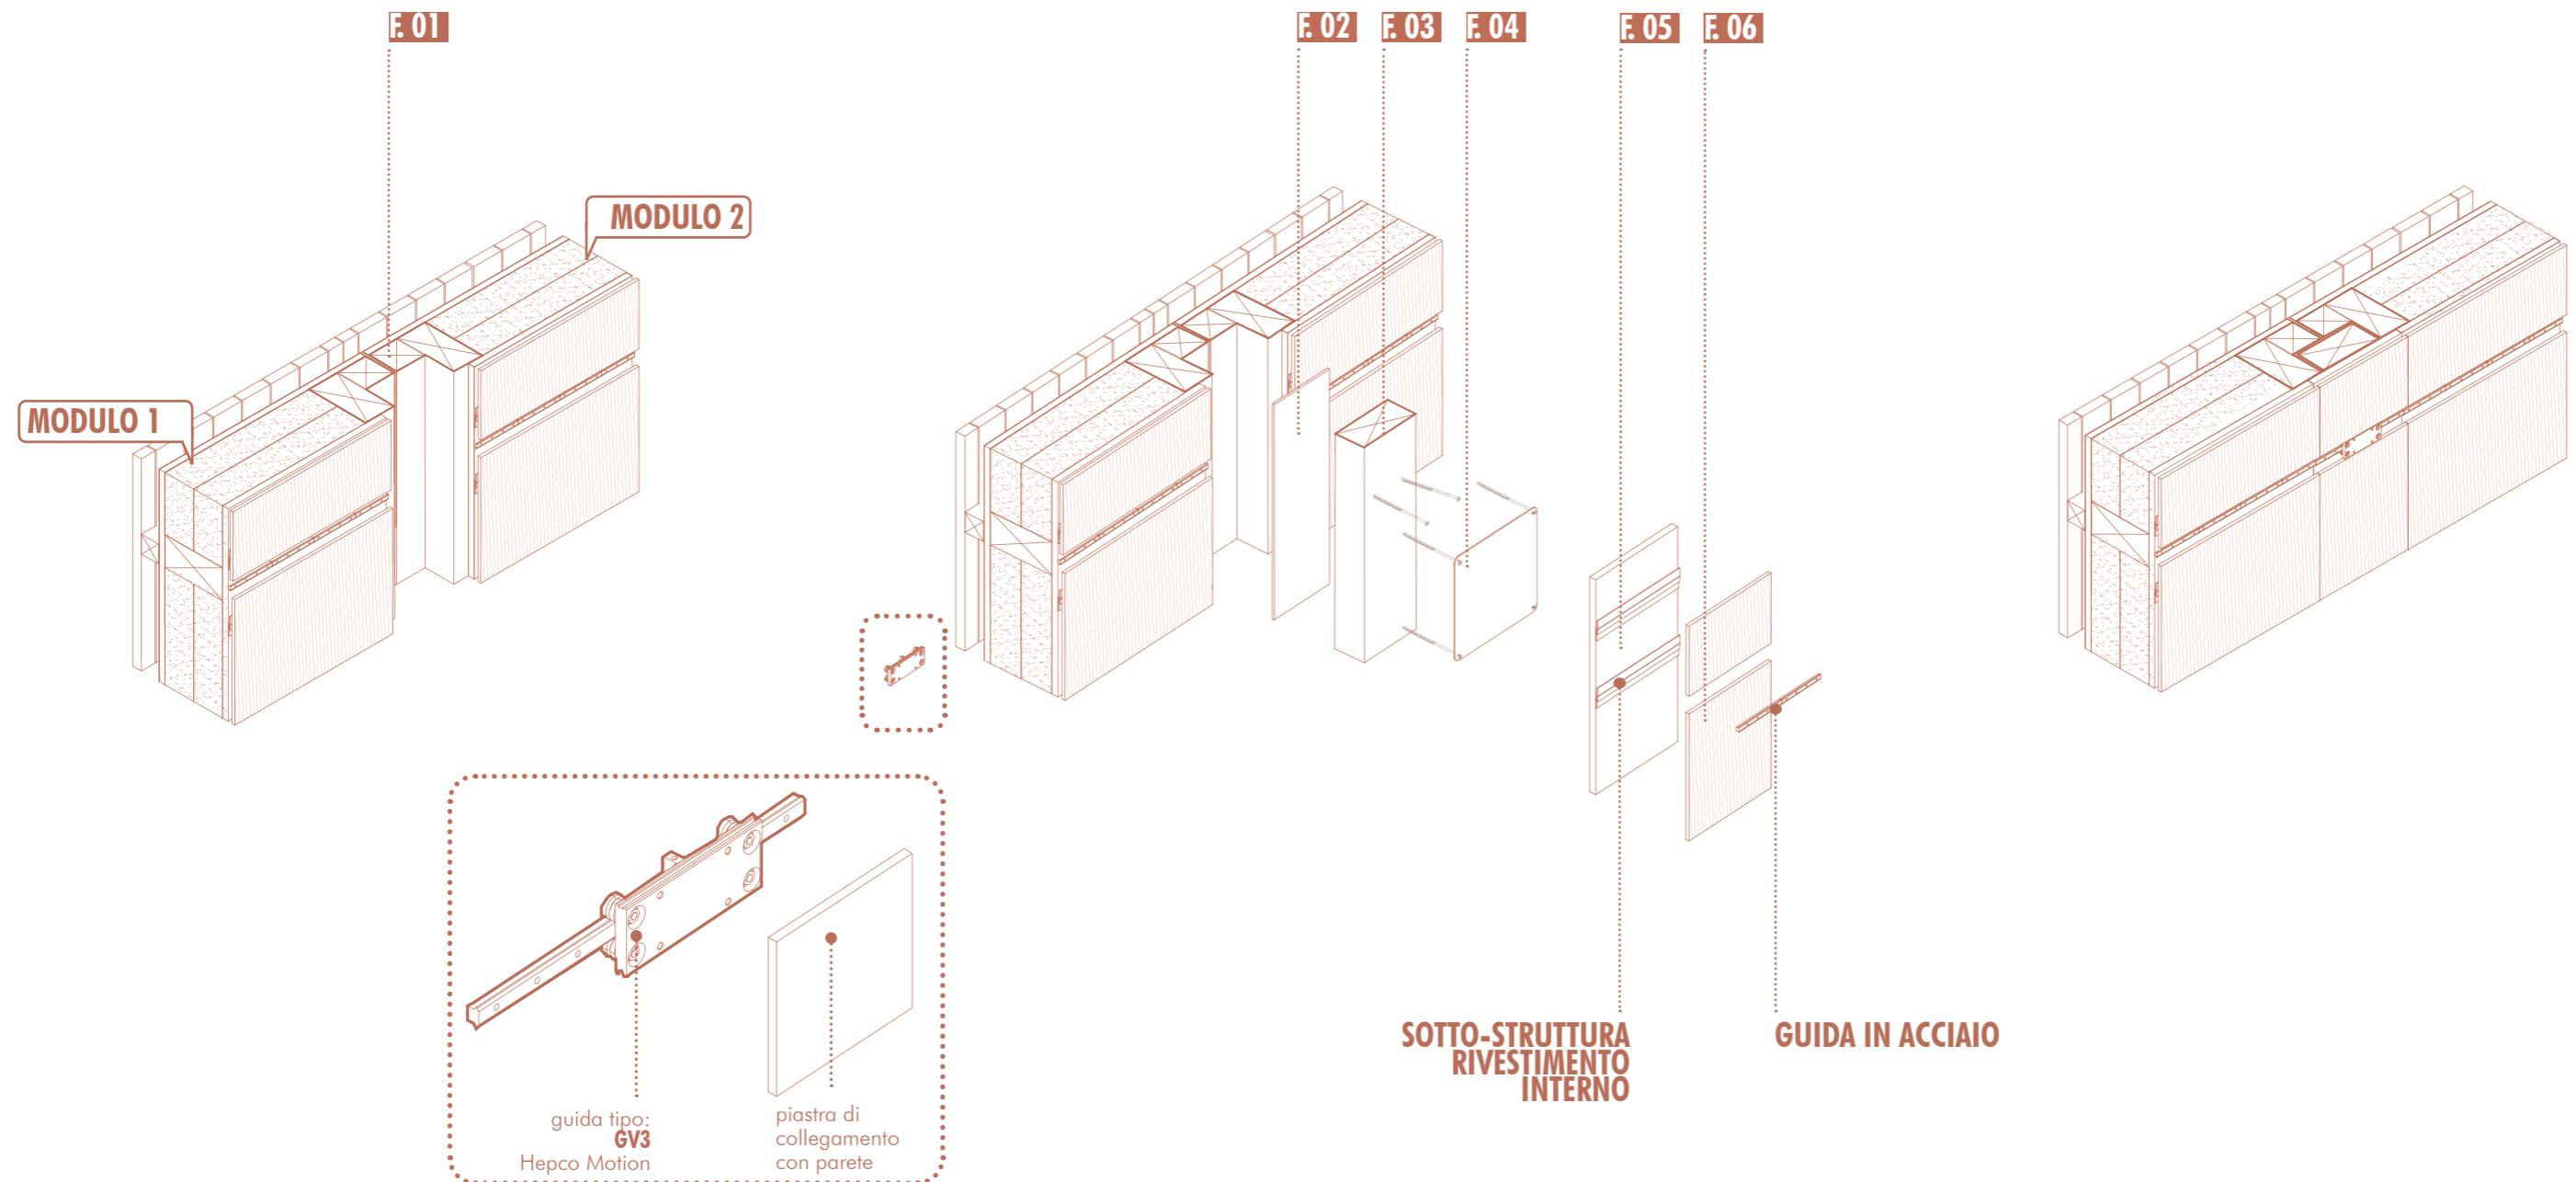 F. 01
F. 02
F. 03
F. 04
F. 05
F. 06
MODULO 2
MODULO 1
SOTTO-STRUTTURA
RIVESTIMENTO
INTERNO
GUIDA IN ACCIAIO
guida tipo:
GV3
Hepco Motion
piastra di
collegamento
con parete